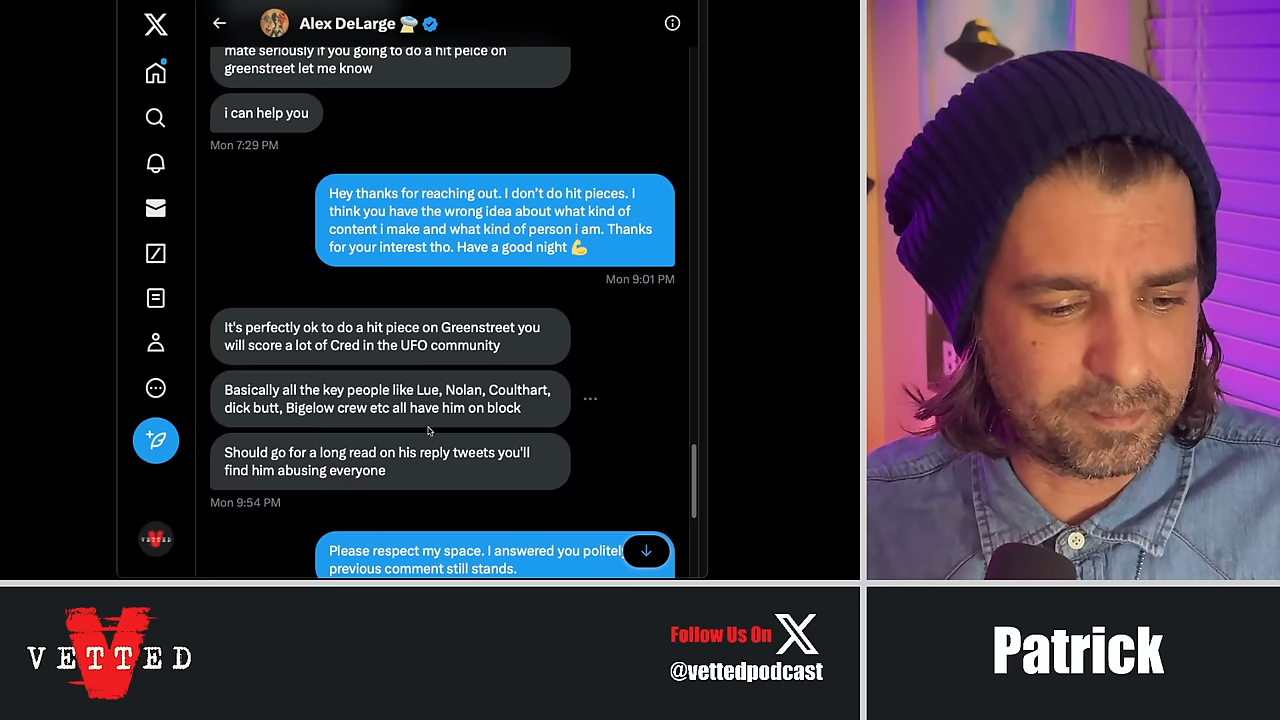 Alex DeLarge
mate seriously if you going to do a hit peice on
greenstreet let me know
i can help you
Mon 7:29 PM
Hey thanks for reaching out. I don't do hit pieces. I
think you have the wrong idea about what kind of
content i make and what kind of person i am. Thanks
for your interest tho. Have a good night 💪
Mon 9:01 PM
It's perfectly ok to do a hit piece on Greenstreet you
will score a lot of Cred in the UFO community
Basically all the key people like Lue, Nolan, Coulthart,
dick butt, Bigelow crew etc all have him on block
Should go for a long read on his reply tweets you'll
find him abusing everyone
Mon 9:54 PM
Please respect my space. I answered you
previous comment still stands.
VETTED
V
VETTED
Follow Us On X
@vettedpodcast
Patrick